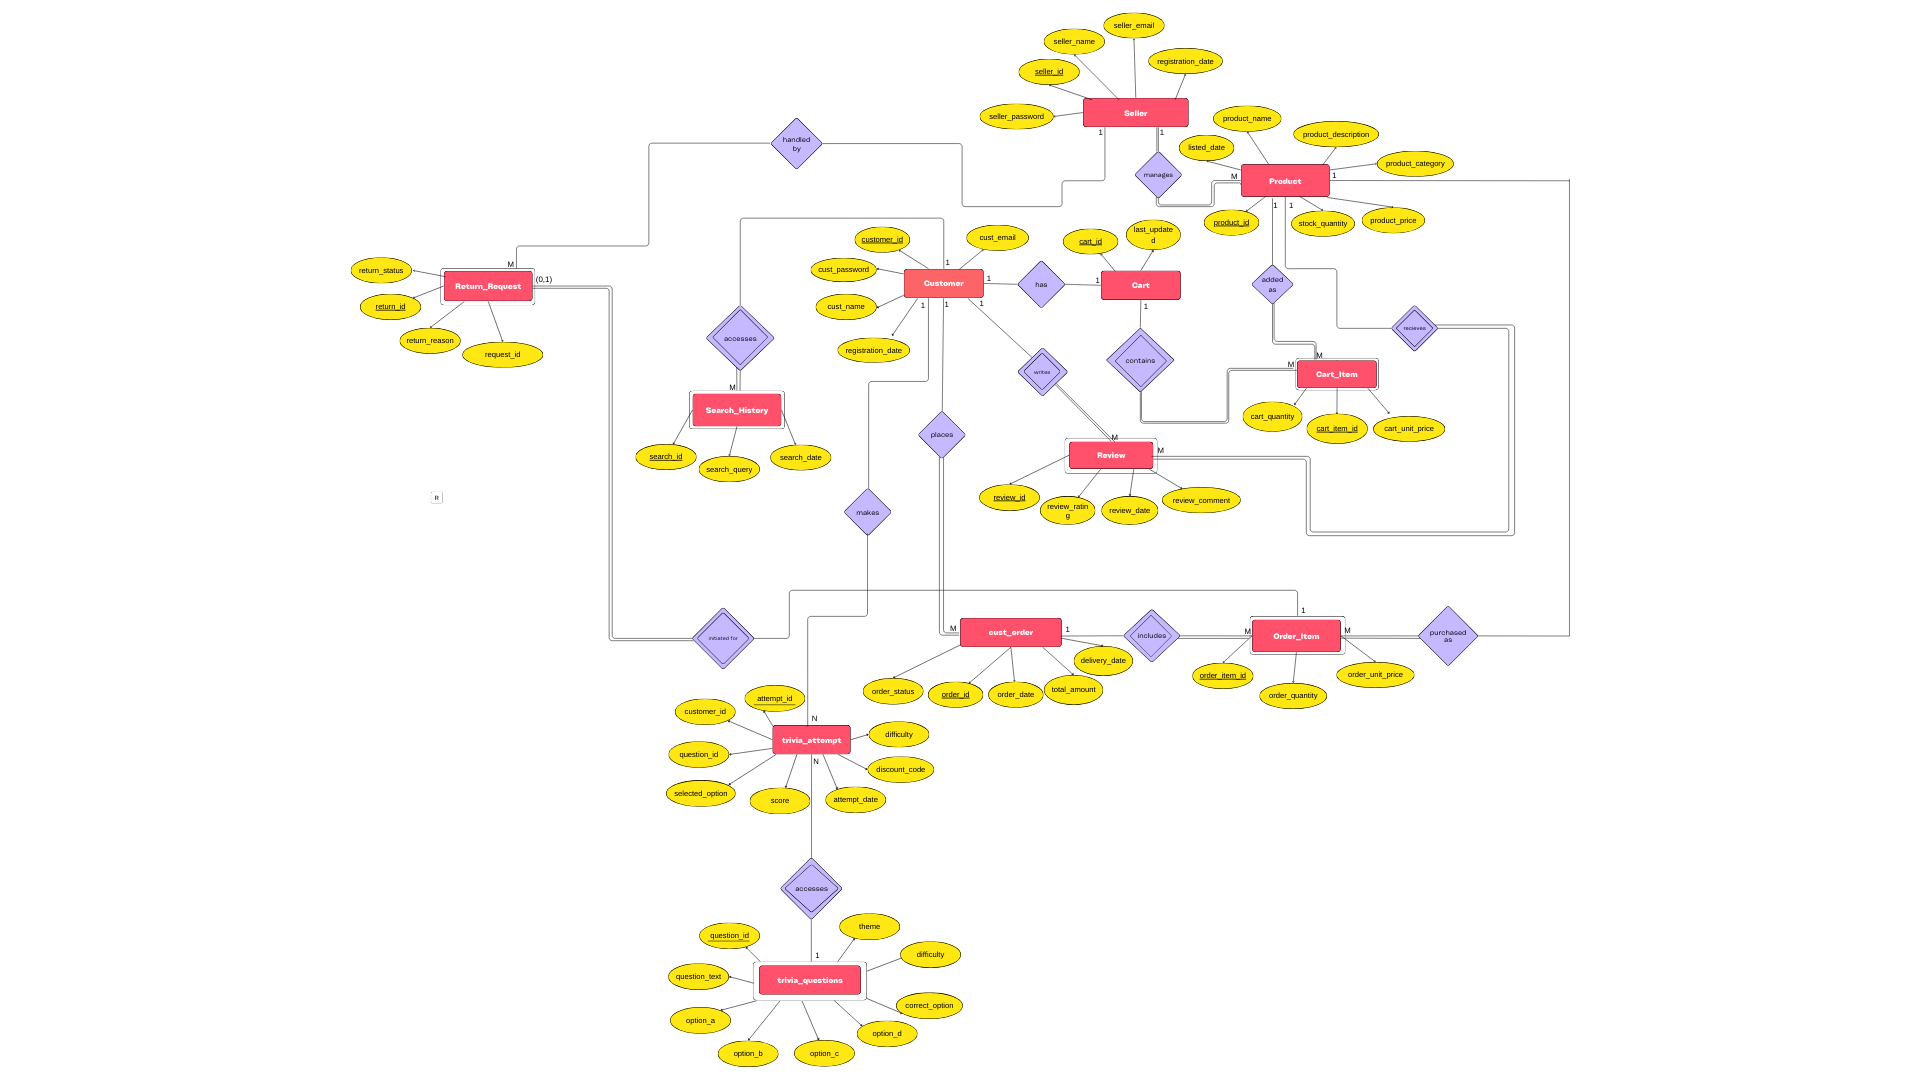 seller_email
seller_name
seller_id
registration_date
seller_password
Seller
1
1
handled
by
manages
product_name
product_description
listed_date
product_category
M
Product
1
product_id
stock_quantity
product_price
1
1
return_status
M
Return_Request
(0,1)
return_id
return_reason
request_id
customer_id
cust_email
cust_password
1
Customer
1
cust_name
1
1
1
registration_date
has
cart_id
last_update
d
1
Cart
1
added
as
recieves
accesses
M
Search_History
search_id
search_query
search_date
writes
contains
M
M
Cart_Item
cart_quantity
cart_item_id
cart_unit_price
places
M
Review
M
review_id
review_ratin
g
review_date
review_comment
R
makes
initiated for
M
cust_order
1
includes
1
M
Order_Item
M
purchased
as
order_status
order_id
order_date
total_amount
delivery_date
order_item_id
order_quantity
order_unit_price
attempt_id
customer_id
N
trivia_attempt
difficulty
question_id
N
discount_code
selected_option
score
attempt_date
accesses
question_id
theme
1
difficulty
question_text
trivia_questions
correct_option
option_a
option_d
option_b
option_c